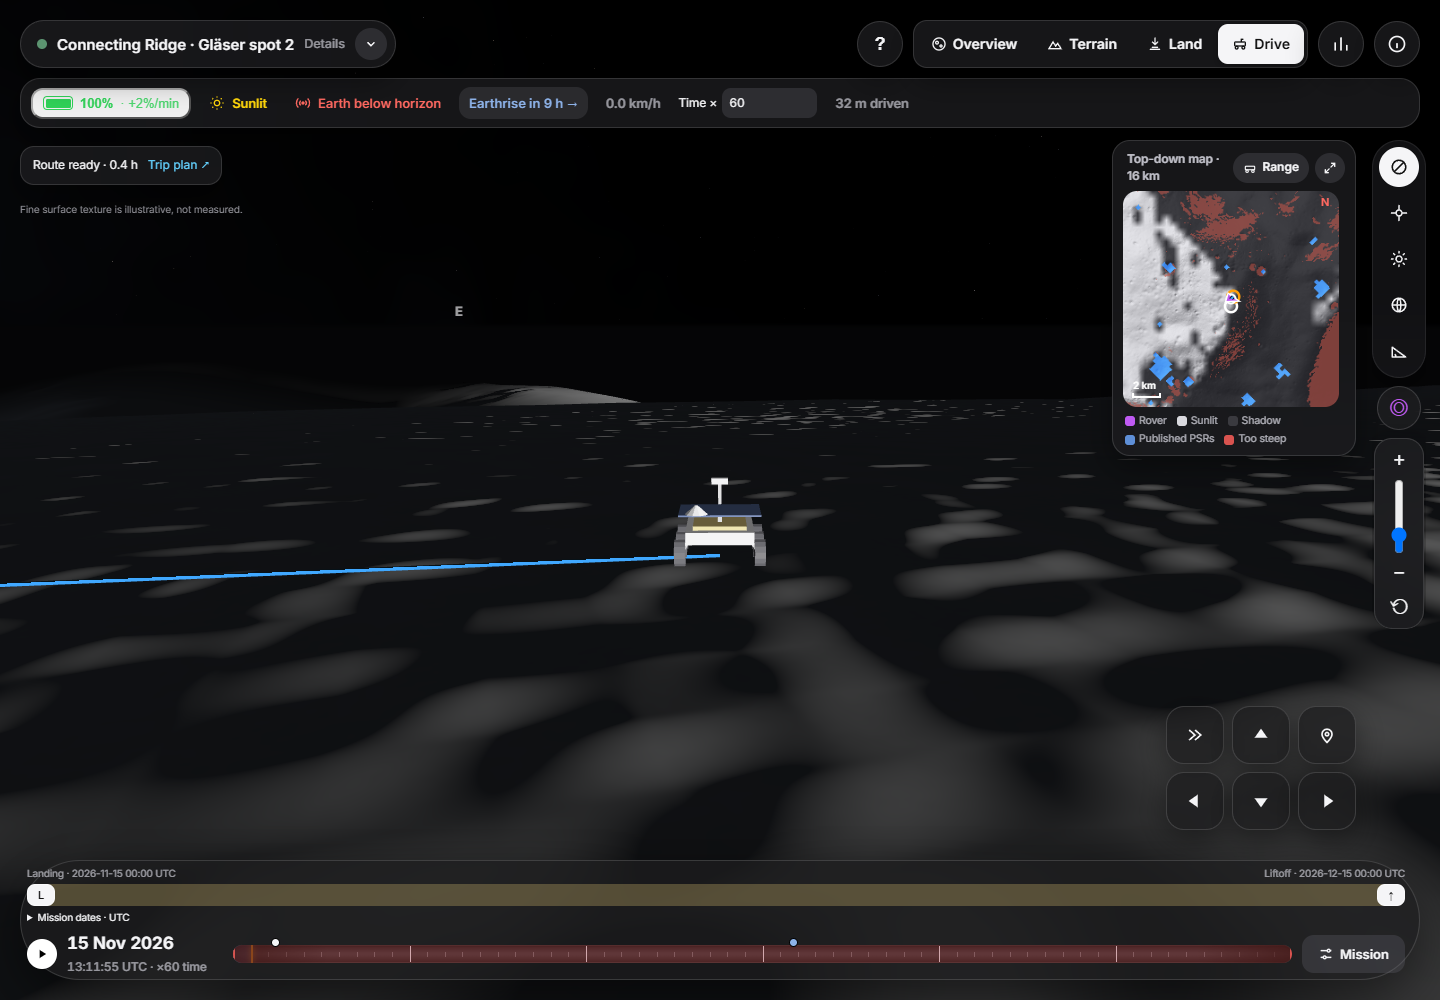 Connecting Ridge · Gläser spot 2 Details
? Overview Terrain Land Drive
100% · +2%/min Sunlit Earth below horizon Earthrise in 9 h → 0.0 km/h Time × 60 32 m driven
Route ready · 0.4 h Trip plan ↗
Fine surface texture is illustrative, not measured.
Top-down map ·
16 km
Range
N
2 km
Rover Sunlit Shadow
Published PSRs Too steep
E
+
−
Landing · 2026-11-15 00:00 UTC Liftoff · 2026-12-15 00:00 UTC
L ↑
Mission dates · UTC
15 Nov 2026
13:11:55 UTC · ×60 time
Mission